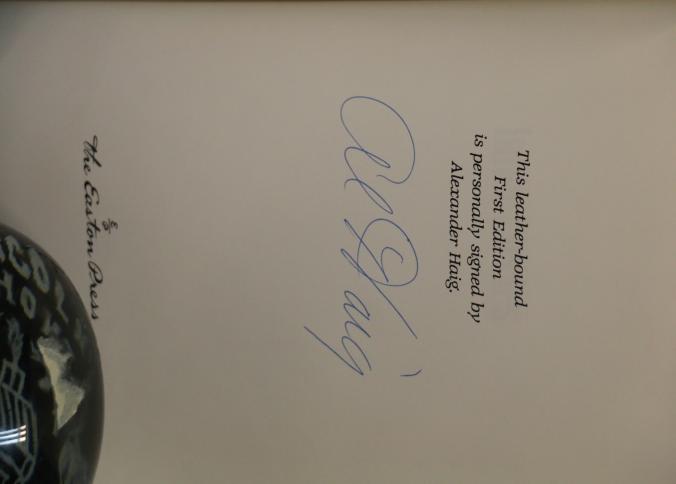 This leather-bound
First Edition
is personally signed by
Alexander Haig.
Al Haig
The Easton Press